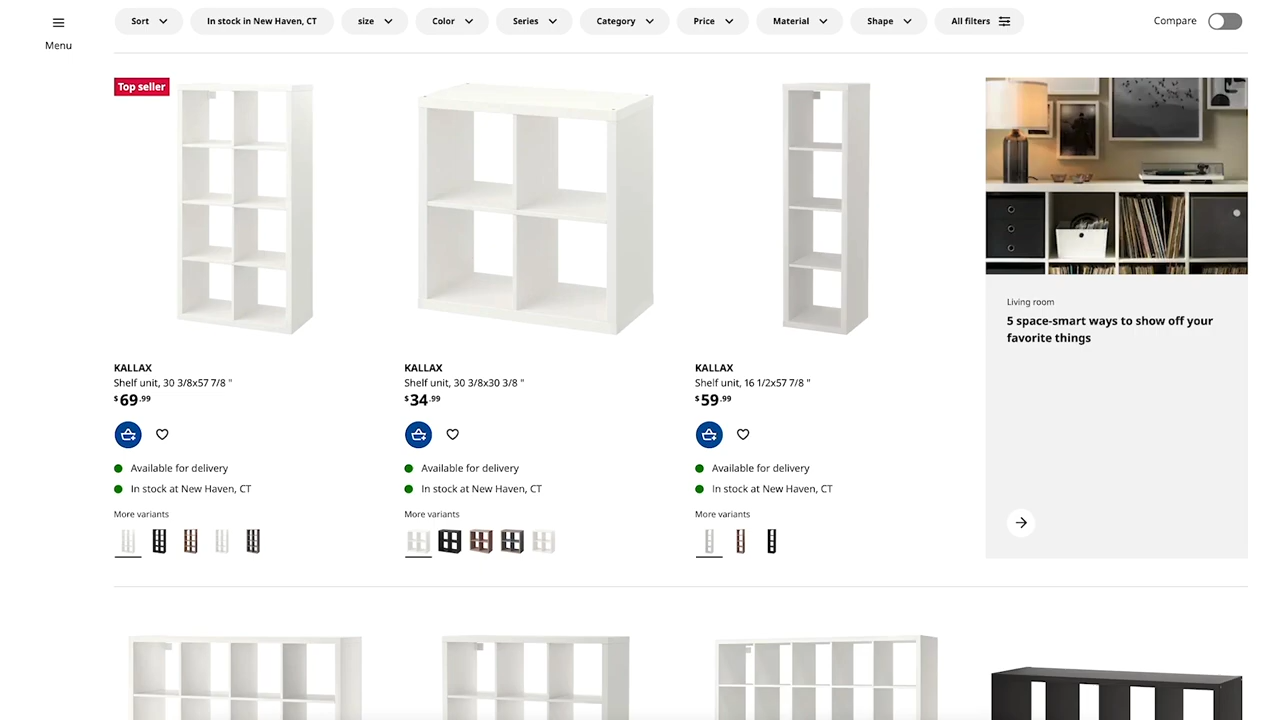 Menu
Sort
In stock in New Haven, CT
size
Color
Series
Category
Price
Material
Shape
All filters
Compare
Top seller
KALLAX
Shelf unit, 30 3/8x57 7/8 "
$69.99
Available for delivery
In stock at New Haven, CT
More variants
KALLAX
Shelf unit, 30 3/8x30 3/8 "
$34.99
Available for delivery
In stock at New Haven, CT
More variants
KALLAX
Shelf unit, 16 1/2x57 7/8 "
$59.99
Available for delivery
In stock at New Haven, CT
More variants
Living room
5 space-smart ways to show off your
favorite things